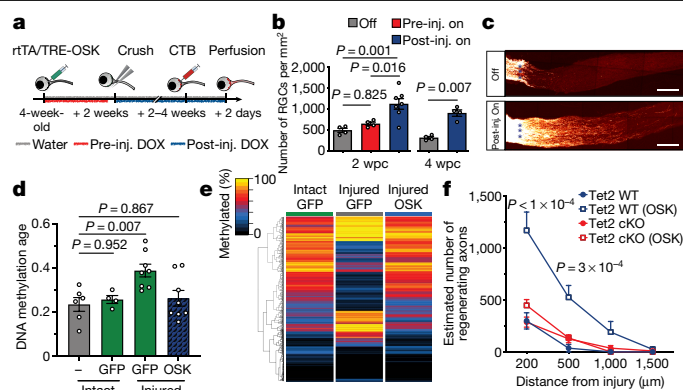 a
rtTA/TRE-OSK Crush CTB Perfusion
4-week-old + 2 weeks + 2–4 weeks + 2 days
Water Pre-inj. DOX Post-inj. DOX
b
Off Pre-inj. on
Post-inj. on
Number of RGCs per mm²
P = 0.001
P = 0.016
P = 0.825
P = 0.007
2,000
1,500
1,000
500
0
2 wpc 4 wpc
c
Off
Post-inj. On
d
DNA methylation age
P = 0.867
P = 0.007
P = 0.952
0.6
0.4
0.2
0
– GFP GFP OSK
Intact Injured
e
Methylated (%)
100
0
Intact GFP
Injured GFP
Injured OSK
f
Estimated number of regenerating axons
1,500
1,000
500
0
P < 1 × 10⁻⁴
P = 3 × 10⁻⁴
Tet2 WT
Tet2 WT (OSK)
Tet2 cKO
Tet2 cKO (OSK)
200 500 1,000 1,500
Distance from injury (μm)